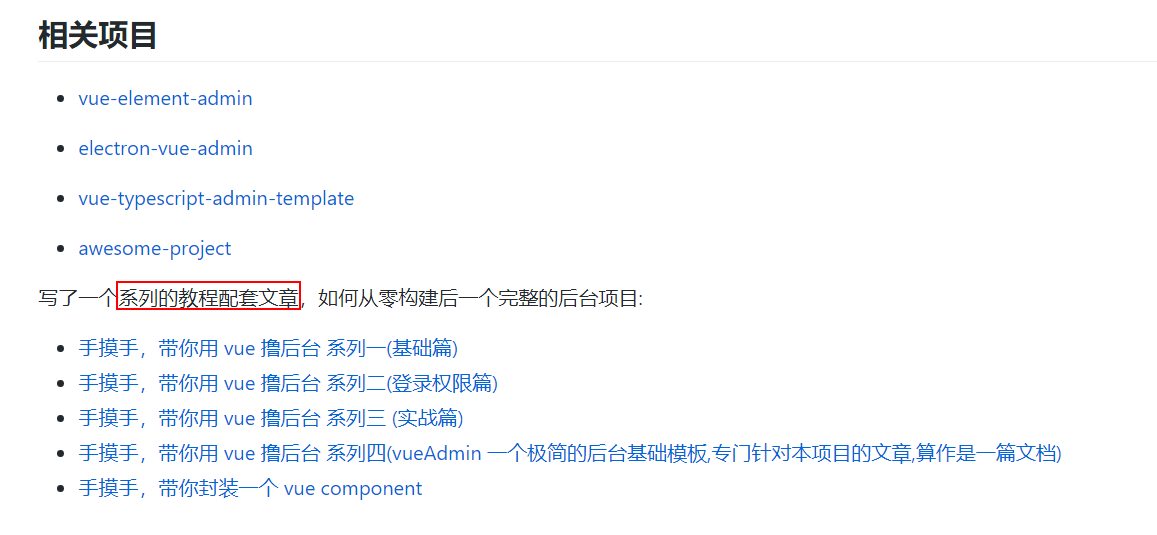 相关项目
vue-element-admin
electron-vue-admin
vue-typescript-admin-template
awesome-project
写了一个系列的教程配套文章，如何从零构建后一个完整的后台项目:
手摸手，带你用 vue 撸后台 系列一(基础篇)
手摸手，带你用 vue 撸后台 系列二(登录权限篇)
手摸手，带你用 vue 撸后台 系列三 (实战篇)
手摸手，带你用 vue 撸后台 系列四(vueAdmin 一个极简的后台基础模板,专门针对本项目的文章,算作是一篇文档)
手摸手，带你封装一个 vue component